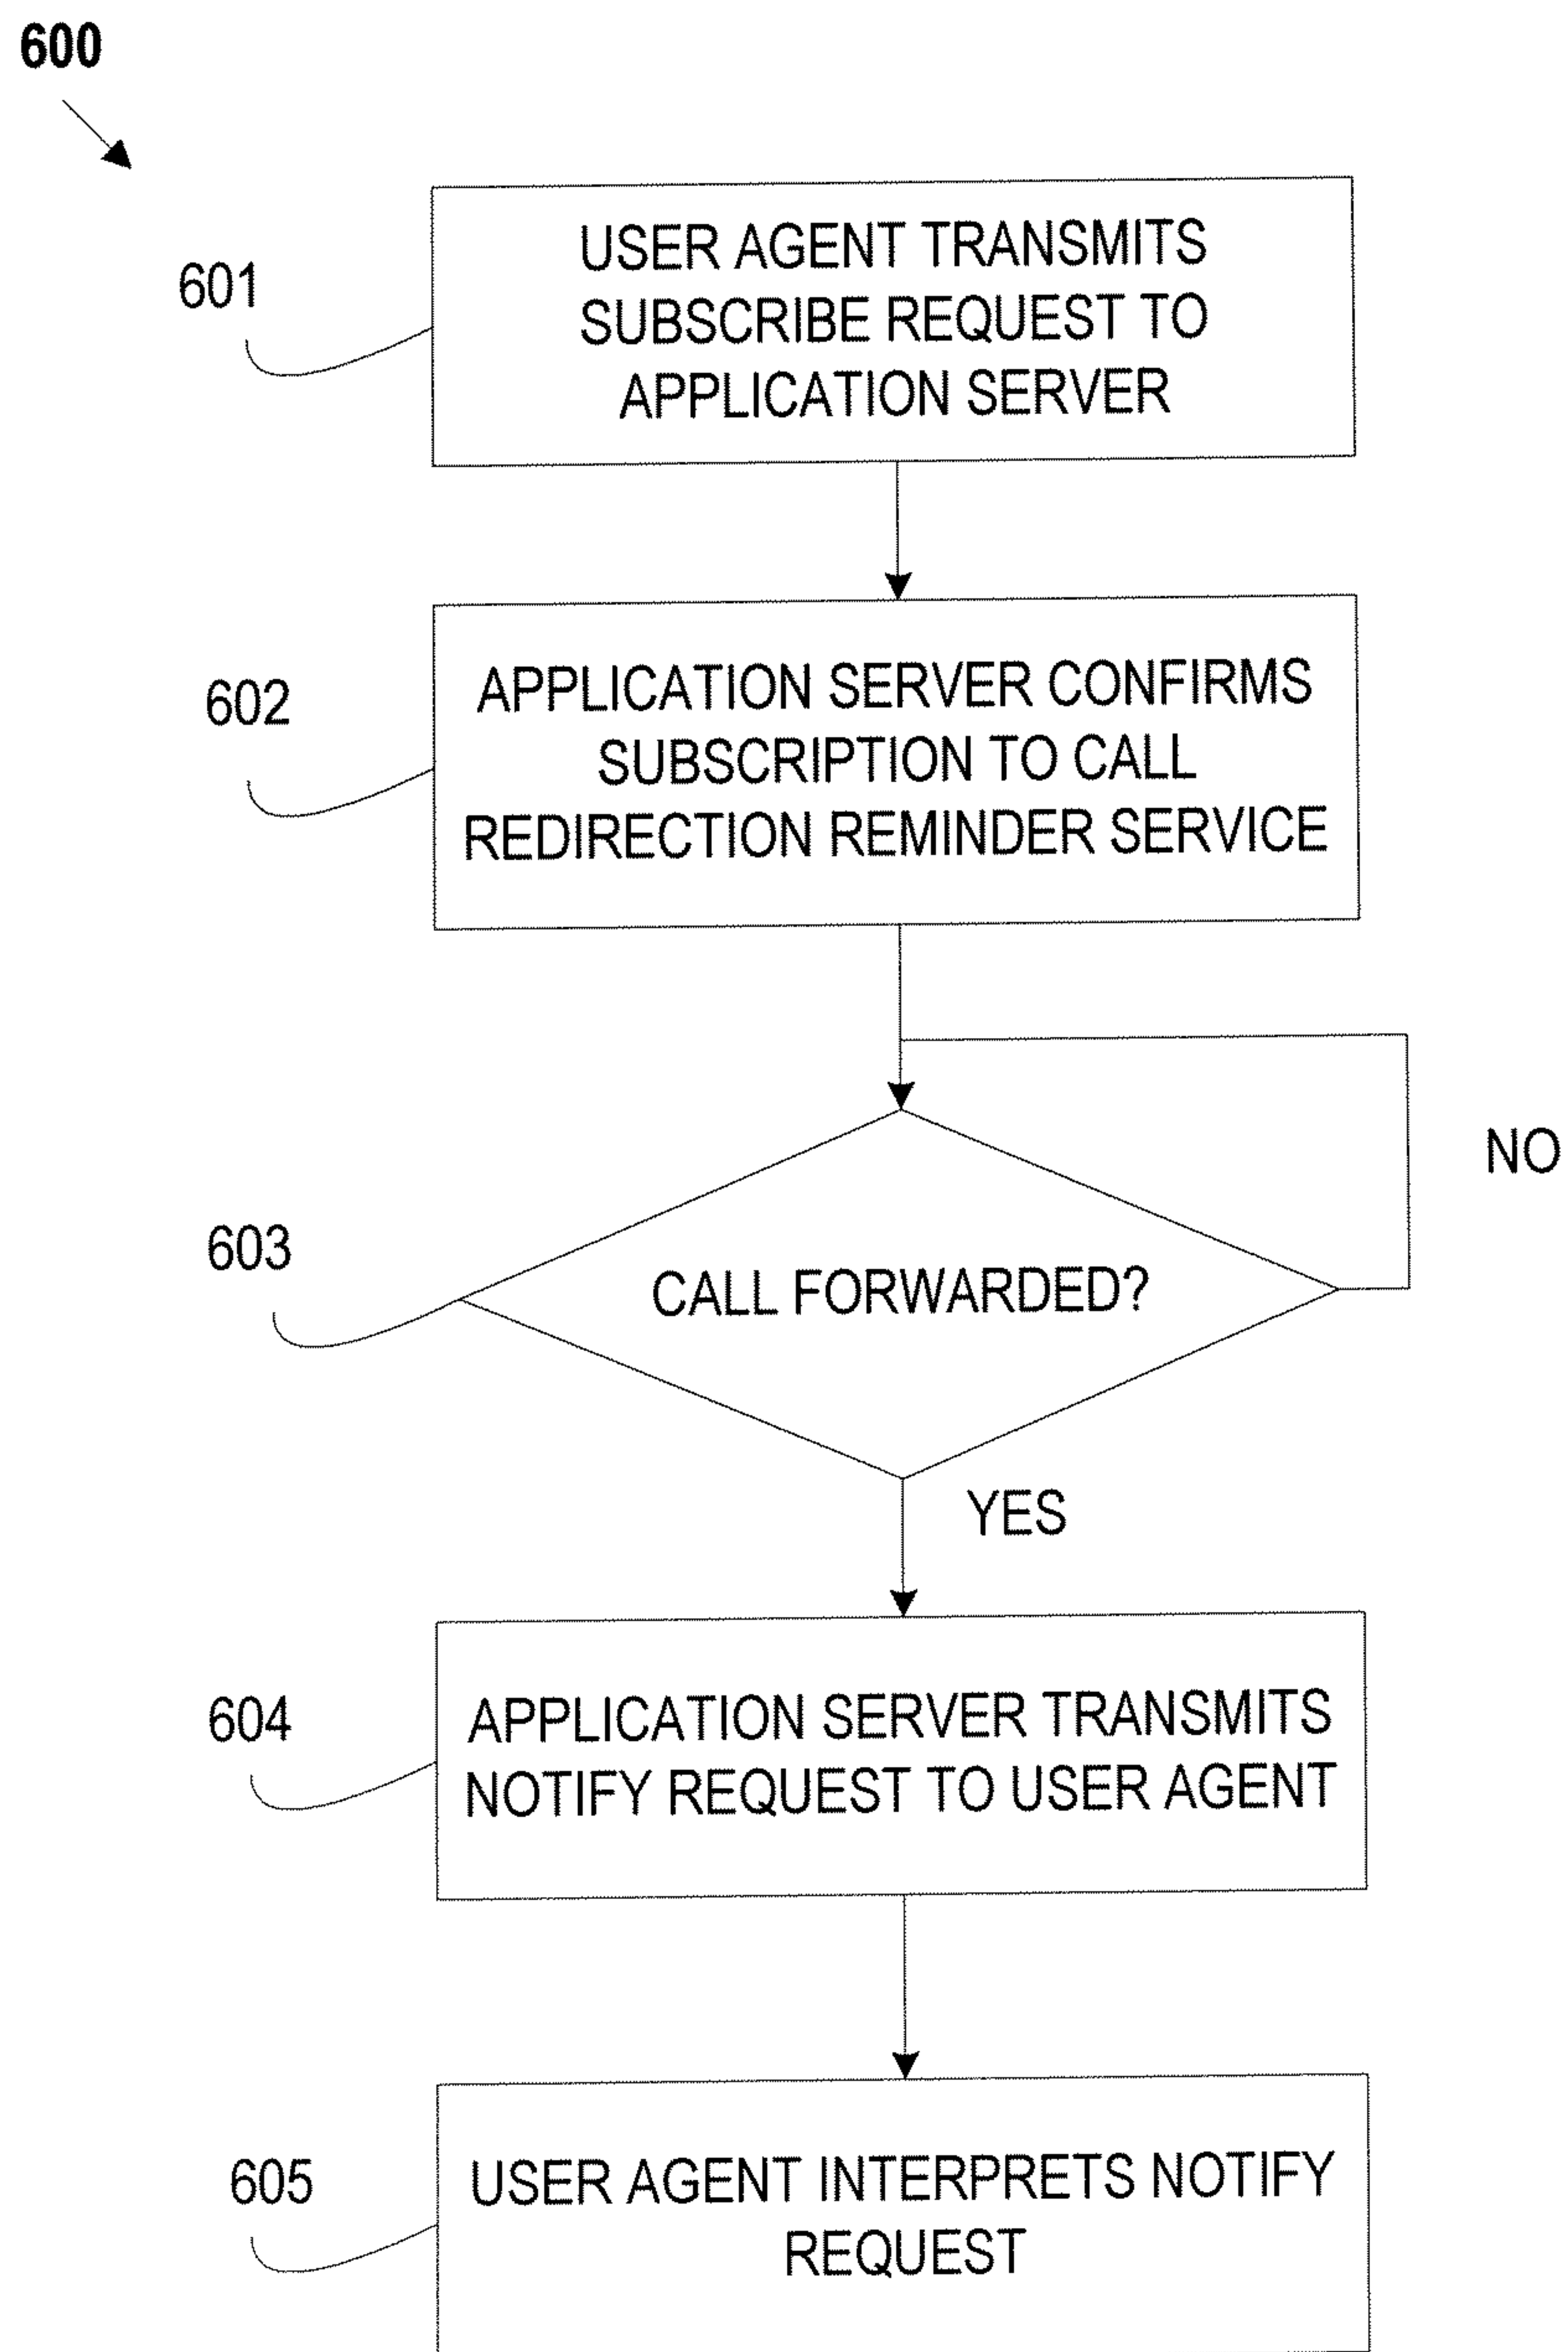 600
601
USER AGENT TRANSMITS
SUBSCRIBE REQUEST TO
APPLICATION SERVER
602
APPLICATION SERVER CONFIRMS
SUBSCRIPTION TO CALL
REDIRECTION REMINDER SERVICE
NO
603
CALL FORWARDED?
YES
604
APPLICATION SERVER TRANSMITS
NOTIFY REQUEST TO USER AGENT
605
USER AGENT INTERPRETS NOTIFY
REQUEST